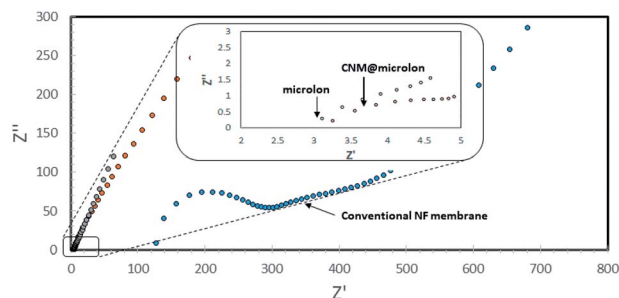 300
250
200
150
100
50
0
Z''
0 100 200 300 400 500 600 700 800
Z'
3
2.5
2
1.5
1
0.5
0
Z''
2 2.5 3 3.5 4 4.5 5
Z'
CNM@microlon
microlon
Conventional NF membrane